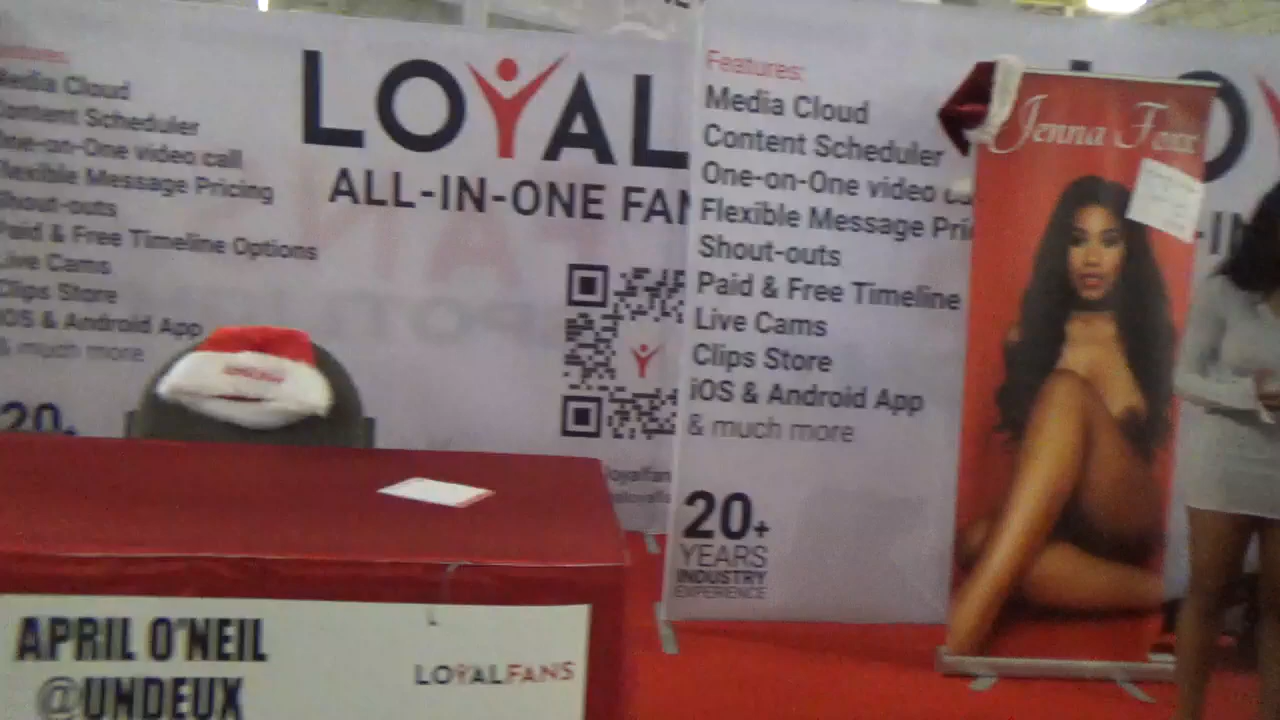 Media Cloud
Content Scheduler
One-on-One video call
Flexible Message Pricing
Shout-outs
Paid & Free Timeline Options
Live Cams
Clips Store
iOS & Android App
& much more
20+
LOYAL
ALL-IN-ONE FAN
loyalfan
Features:
Media Cloud
Content Scheduler
One-on-One video
Flexible Message Pri
Shout-outs
Paid & Free Timeline
Live Cams
Clips Store
iOS & Android App
& much more
20+
YEARS
INDUSTRY
EXPERIENCE
Jenna Foxx
APRIL O'NEIL
@UNDEUX
LOYALFANS